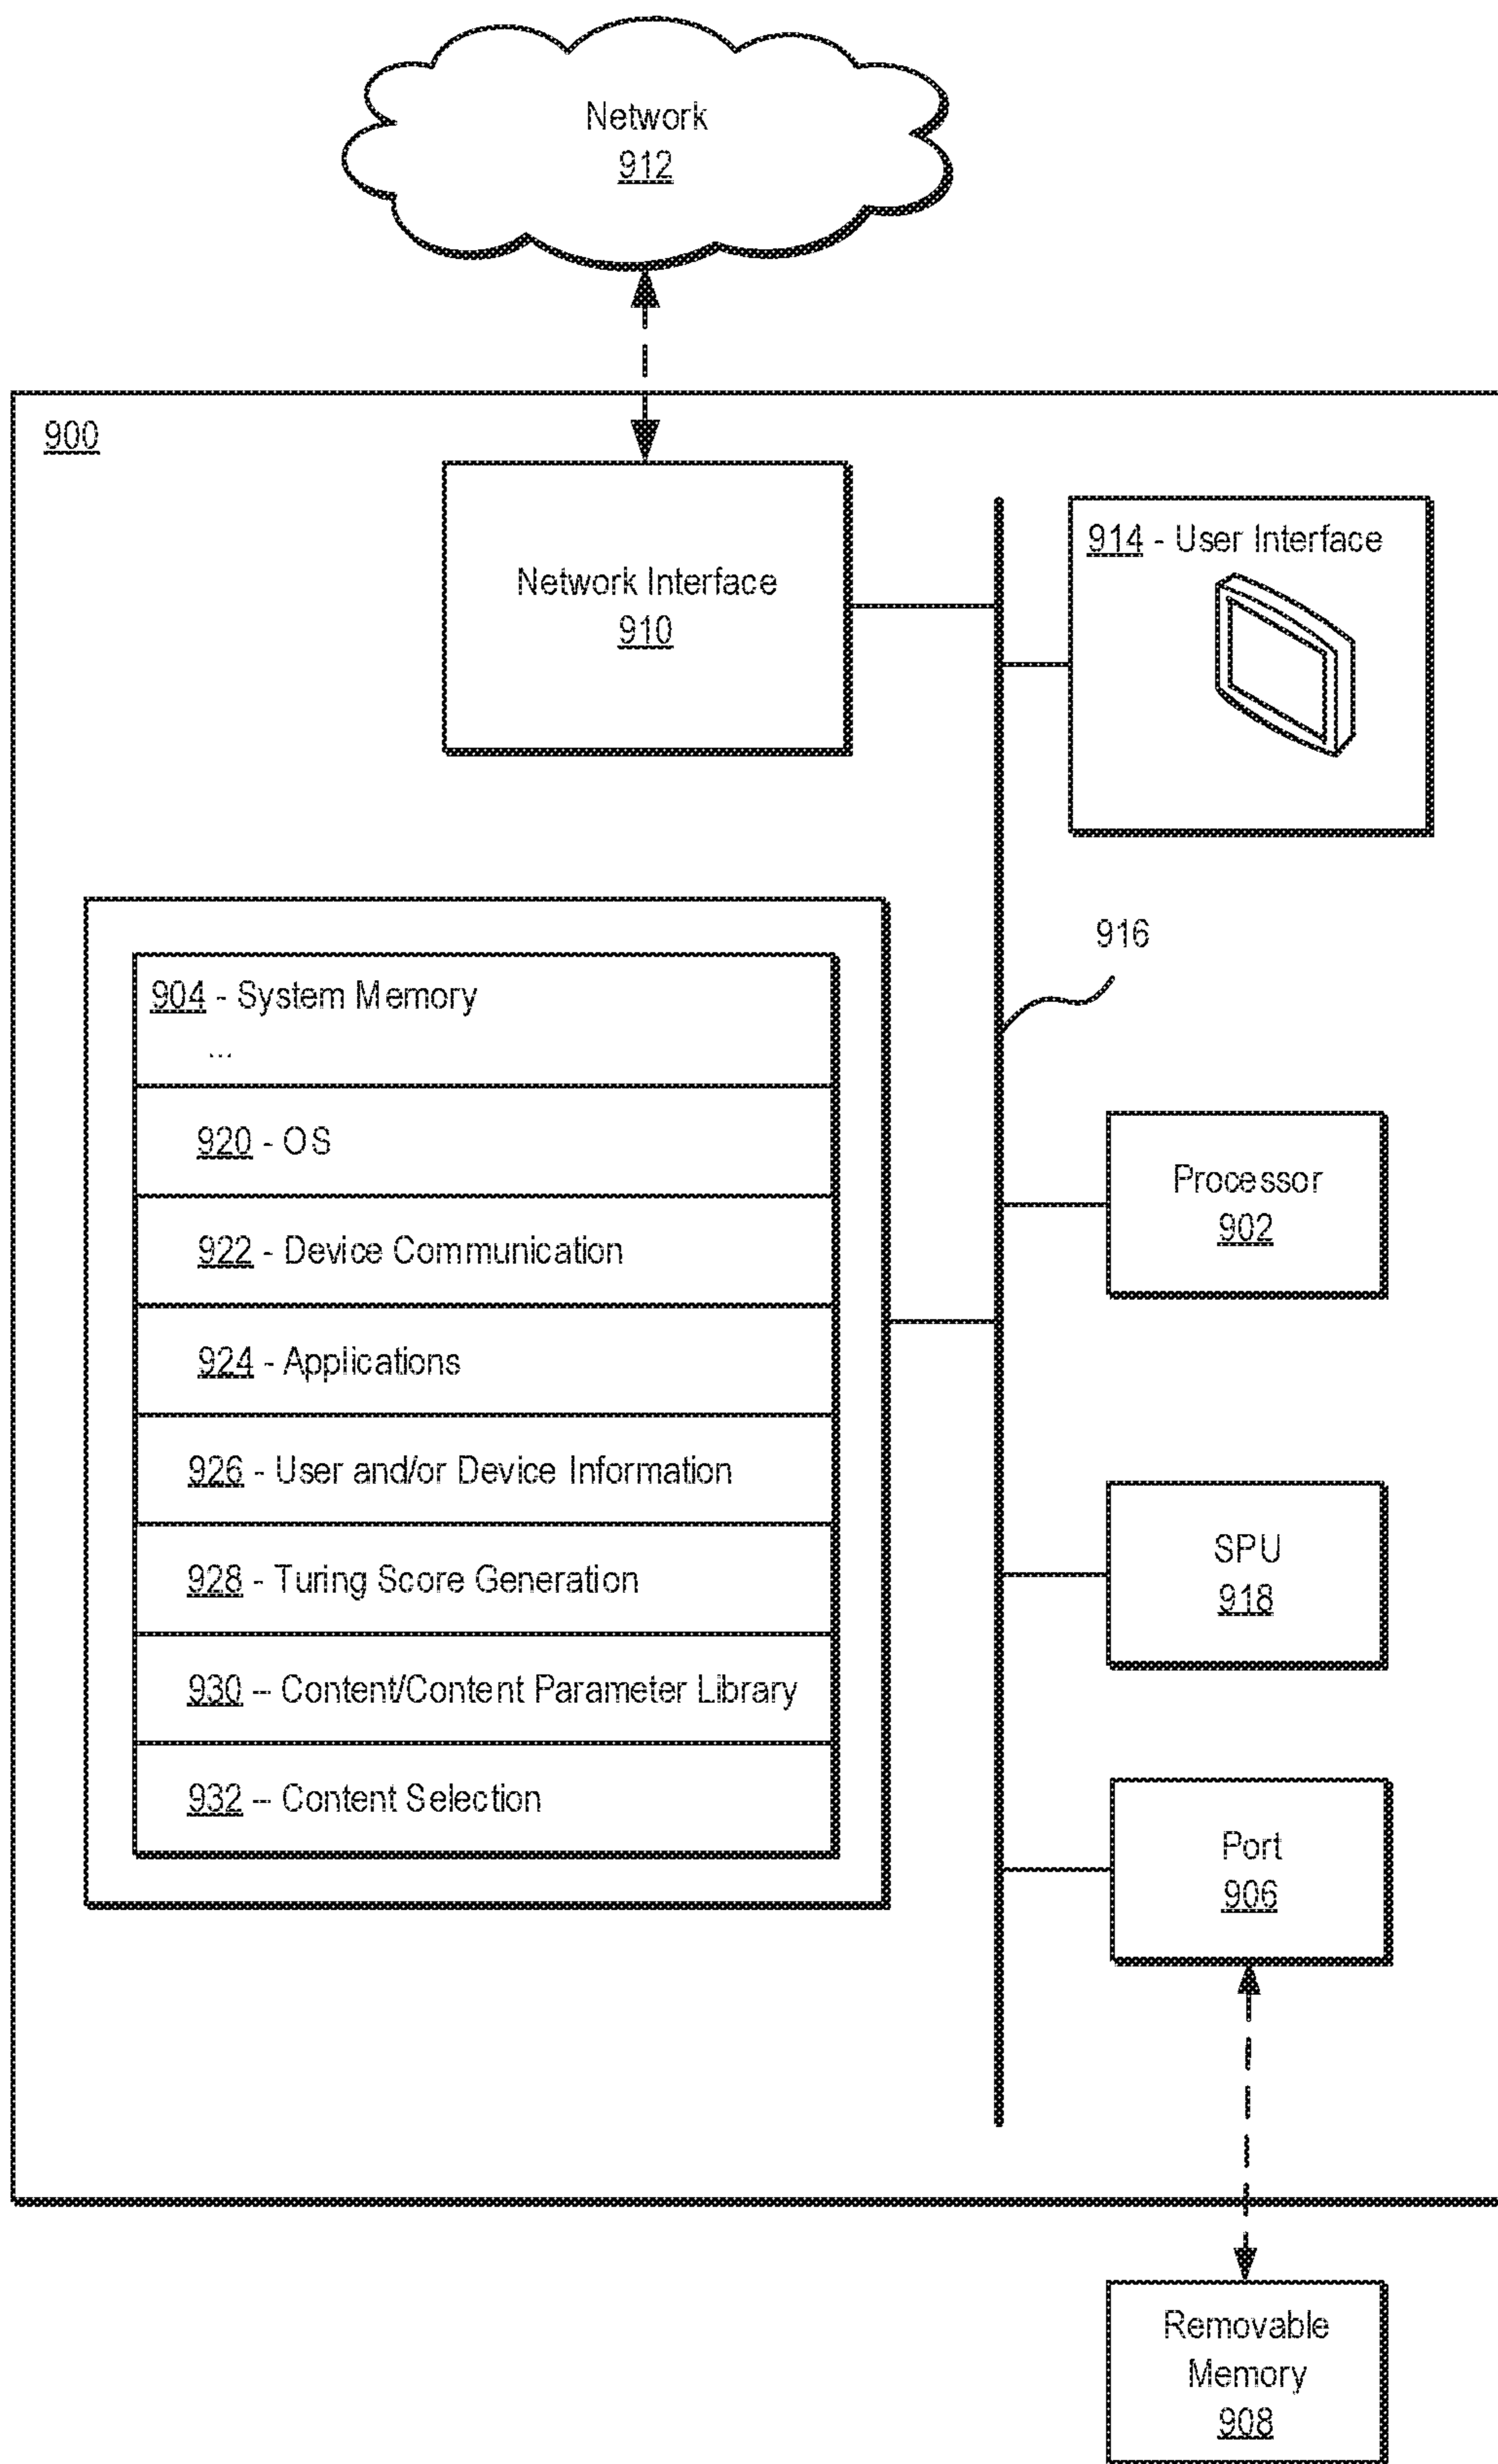 Network
912
900
Network Interface
910
914 - User Interface
916
904 - System Memory
...
920 - OS
922 - Device Communication
924 - Applications
926 - User and/or Device Information
928 - Turing Score Generation
930 -- Content/Content Parameter Library
932 -- Content Selection
Processor
902
SPU
918
Port
906
Removable
Memory
908